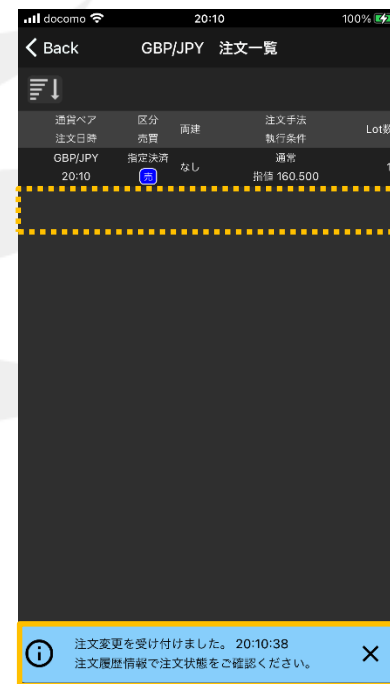 docomo 20:10 100%
Back GBP/JPY 注文一覧
通貨ペア 区分 両建 注文手法 Lot数
注文日時 売買 執行条件
GBP/JPY 指定決済 なし 通常 1
20:10 売 指値 160.500
注文変更を受け付けました。 20:10:38
注文履歴情報で注文状態をご確認ください。